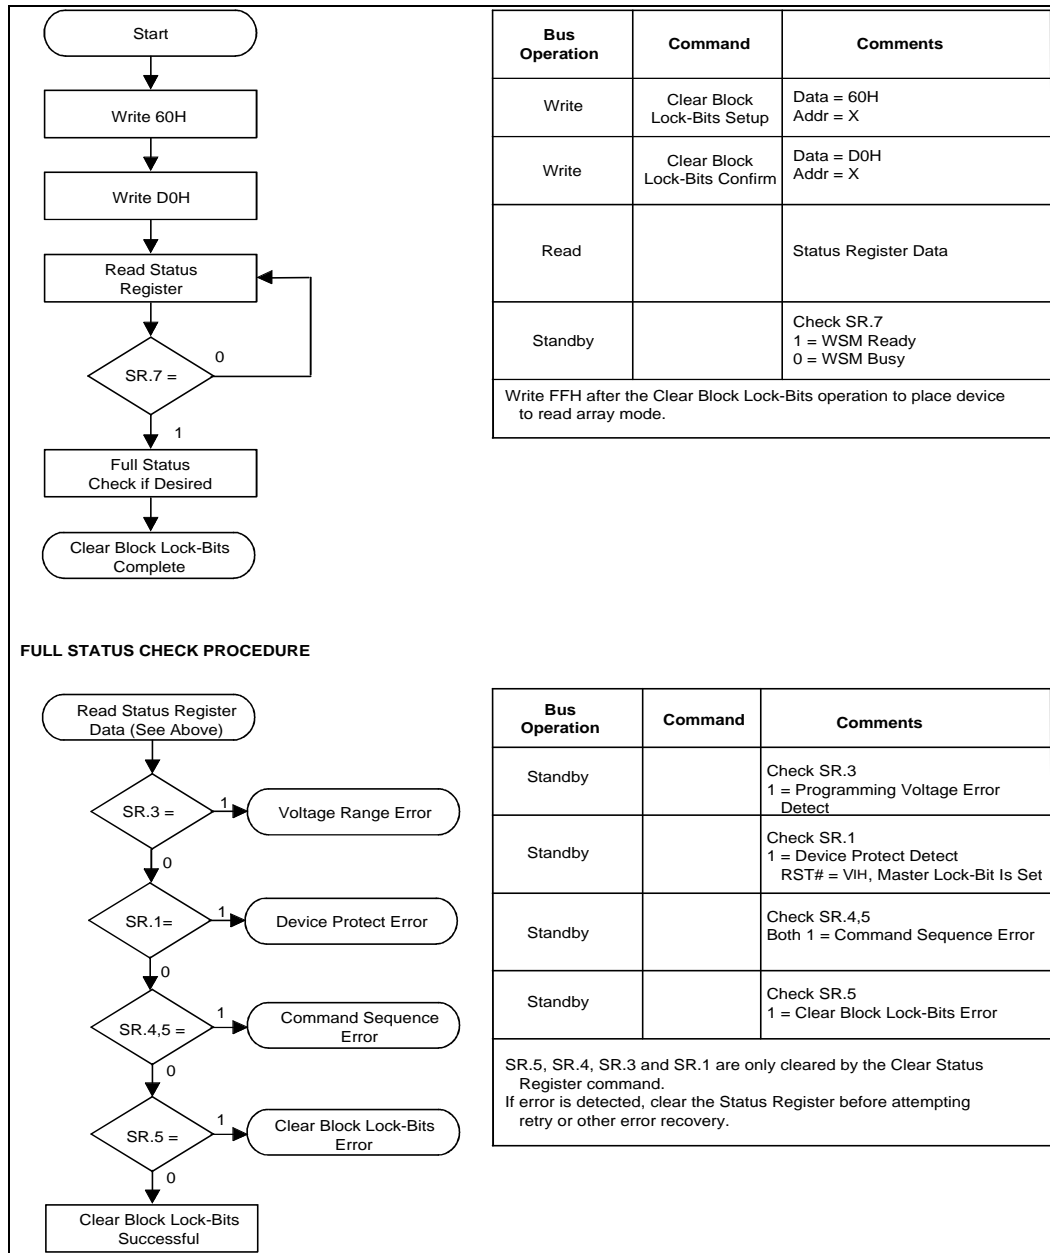 Start
Write 60H
Write D0H
Read Status
Register
0
SR.7 =
1
Full Status
Check if Desired
Clear Block Lock-Bits
Complete
Bus
Operation
Command
Comments
Write
Clear Block
Lock-Bits Setup
Data = 60H
Addr = X
Write
Clear Block
Lock-Bits Confirm
Data = D0H
Addr = X
Read
Status Register Data
Standby
Check SR.7
1 = WSM Ready
0 = WSM Busy
Write FFH after the Clear Block Lock-Bits operation to place device
to read array mode.
FULL STATUS CHECK PROCEDURE
Read Status Register
Data (See Above)
SR.3 =
1
Voltage Range Error
0
SR.1=
1
Device Protect Error
0
SR.4,5 =
1
Command Sequence
Error
0
SR.5 =
1
Clear Block Lock-Bits
Error
0
Clear Block Lock-Bits
Successful
Bus
Operation
Command
Comments
Standby
Check SR.3
1 = Programming Voltage Error
Detect
Standby
Check SR.1
1 = Device Protect Detect
RST# = VIH, Master Lock-Bit Is Set
Standby
Check SR.4,5
Both 1 = Command Sequence Error
Standby
Check SR.5
1 = Clear Block Lock-Bits Error
SR.5, SR.4, SR.3 and SR.1 are only cleared by the Clear Status
Register command.
If error is detected, clear the Status Register before attempting
retry or other error recovery.